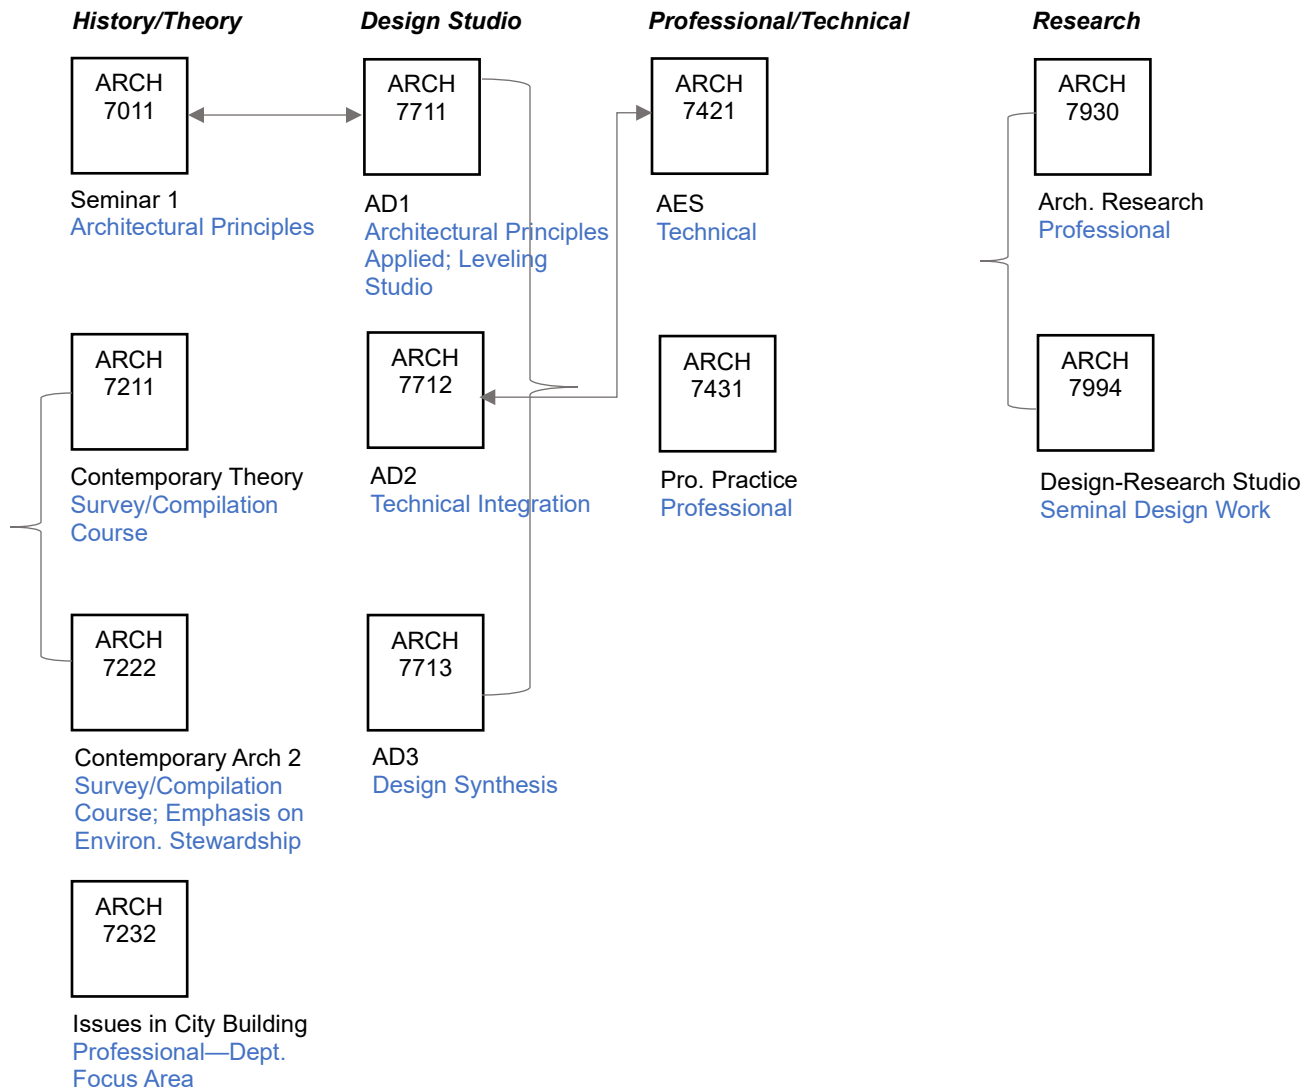 History/Theory
Design Studio
Professional/Technical
Research
ARCH
7011
Seminar 1
Architectural Principles
ARCH
7711
AD1
Architectural Principles
Applied; Leveling
Studio
ARCH
7421
AES
Technical
ARCH
7930
Arch. Research
Professional
ARCH
7211
Contemporary Theory
Survey/Compilation
Course
ARCH
7712
AD2
Technical Integration
ARCH
7431
Pro. Practice
Professional
ARCH
7994
Design-Research Studio
Seminal Design Work
ARCH
7222
Contemporary Arch 2
Survey/Compilation
Course; Emphasis on
Environ. Stewardship
ARCH
7713
AD3
Design Synthesis
ARCH
7232
Issues in City Building
Professional—Dept.
Focus Area